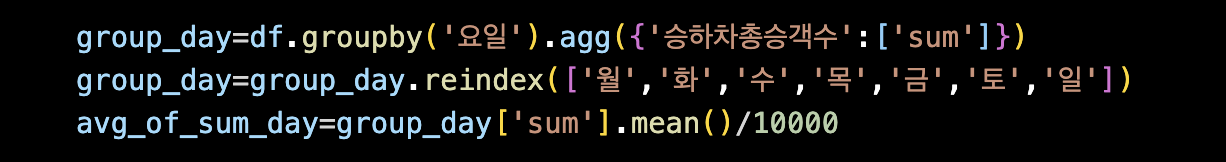 group_day=df.groupby('요일').agg({'승하차총승객수':['sum']})
group_day=group_day.reindex(['월','화','수','목','금','토','일'])
avg_of_sum_day=group_day['sum'].mean()/10000